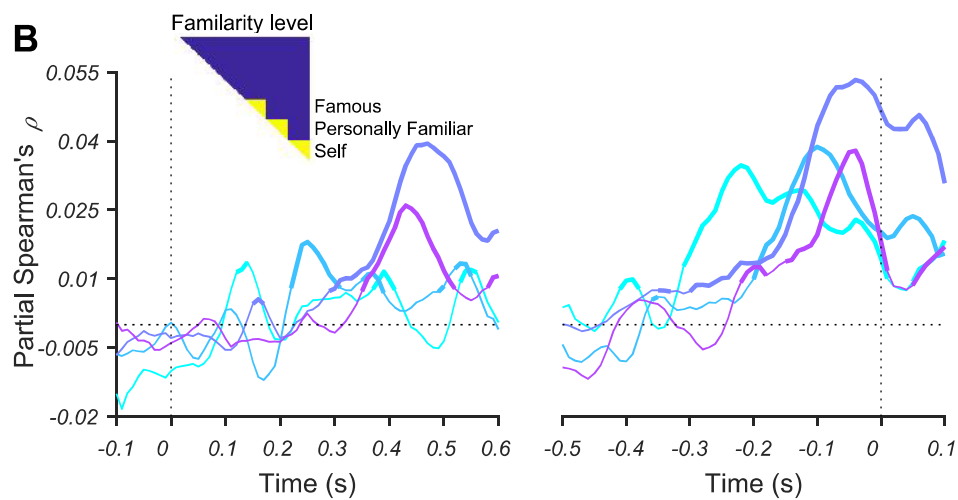 B
Familarity level
Famous
Personally Familiar
Self
Partial Spearman's ρ
0.055
0.04
0.025
0.01
-0.005
-0.02
-0.1 0 0.1 0.2 0.3 0.4 0.5 0.6
Time (s)
-0.5 -0.4 -0.3 -0.2 -0.1 0 0.1
Time (s)